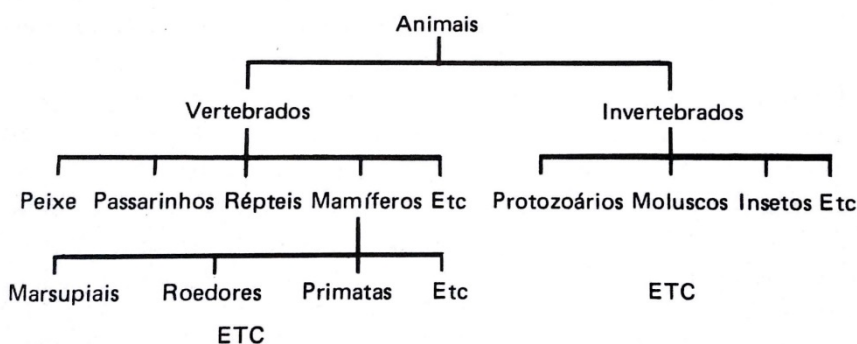 Animais
Vertebrados Invertebrados
Peixe Passarinhos Répteis Mamíferos Etc Protozoários Moluscos Insetos Etc
Marsupiais Roedores Primatas Etc ETC
ETC